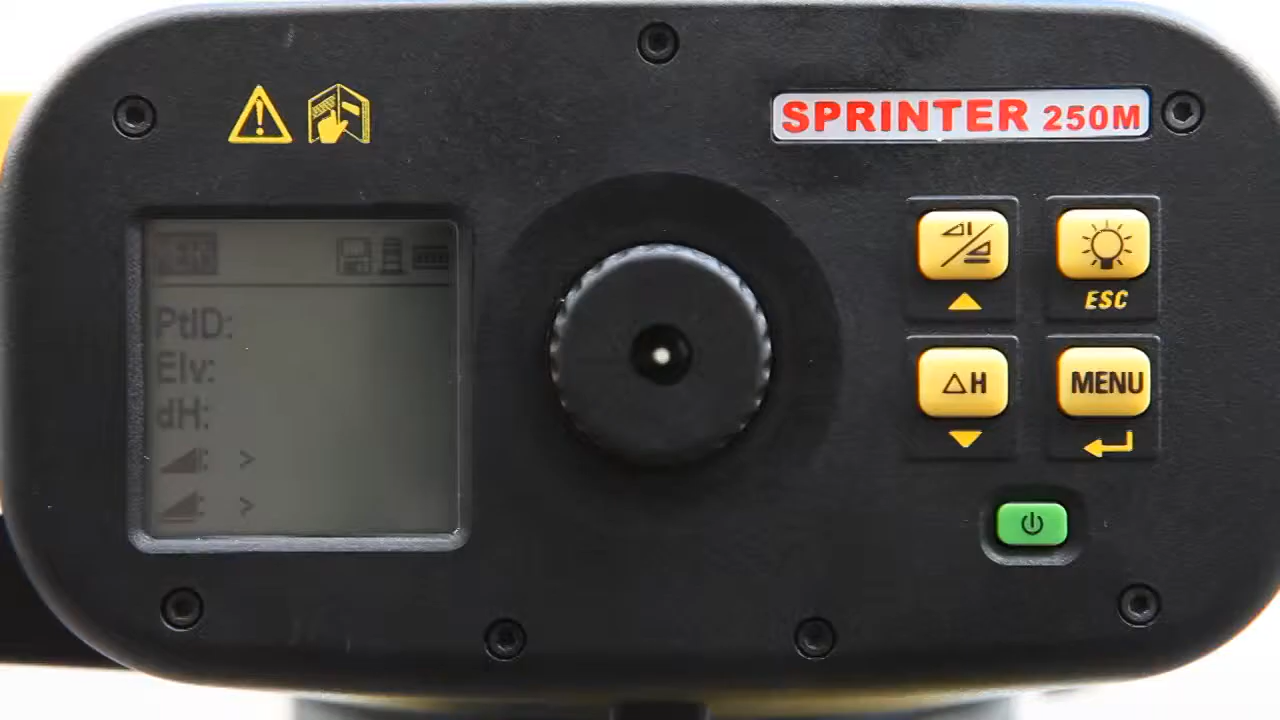 SPRINTER 250M
PtID:
Elv:
dH:
: >
: >
ESC
△H
MENU